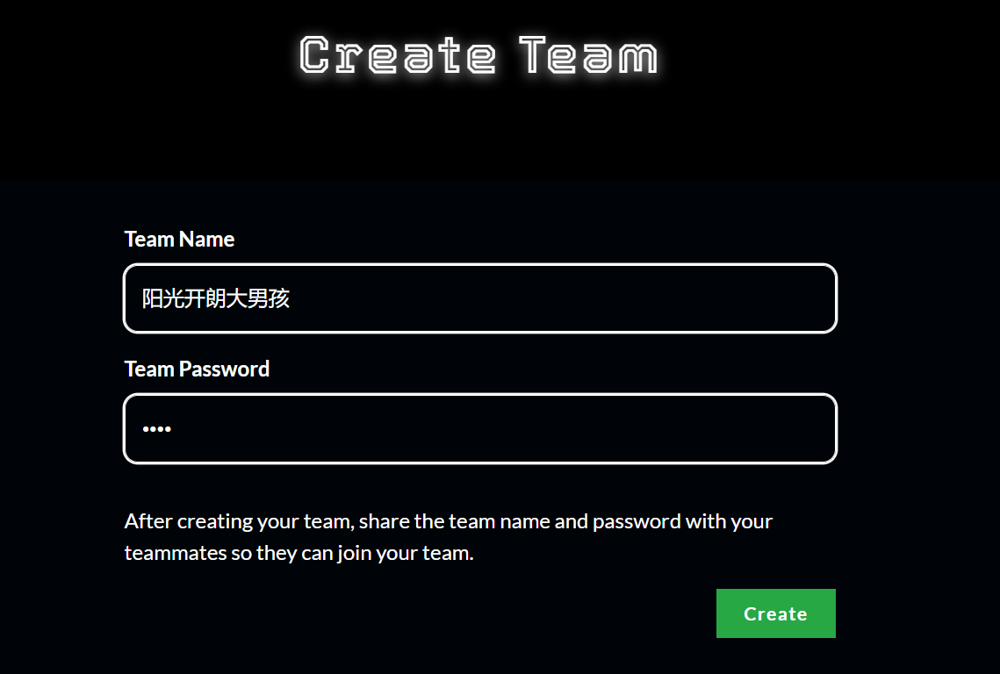 Create Team
Team Name
阳光开朗大男孩
Team Password
••••
After creating your team, share the team name and password with your
teammates so they can join your team.
Create